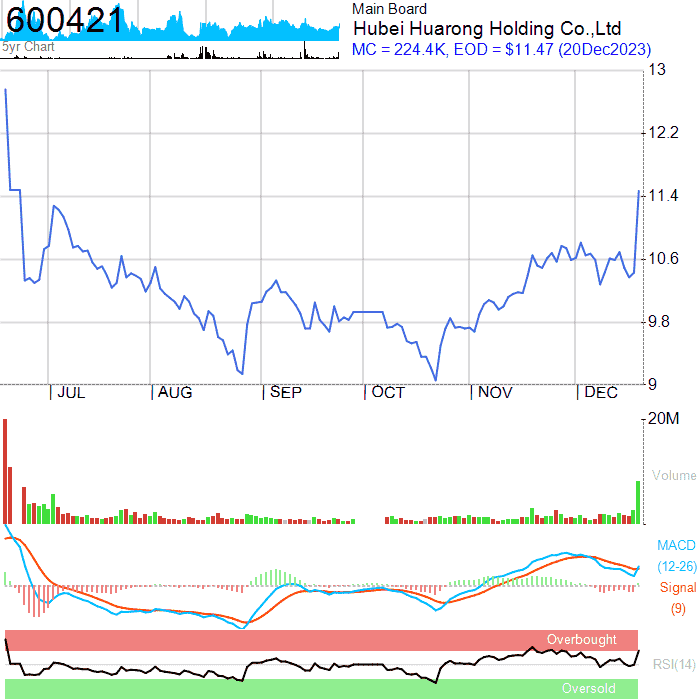 600421
5yr Chart
Main Board
Hubei Huarong Holding Co.,Ltd
MC = 224.4K, EOD = $11.47 (20Dec2023)
13
12.2
11.4
10.6
9.8
9
JUL AUG SEP OCT NOV DEC
20M
Volume
MACD
(12-26)
Signal
(9)
Overbought
RSI(14)
Oversold